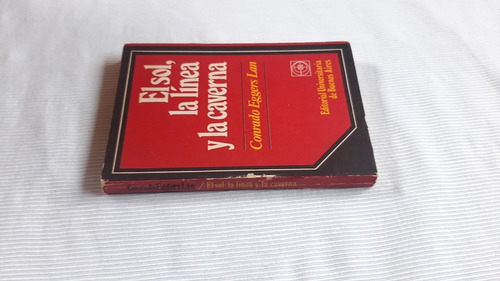 El sol,
la línea
y la caverna
Conrado Eggers Lan
Editorial Universitaria
de Buenos Aires
Conrado Eggers Lan / El sol, la línea y la caverna